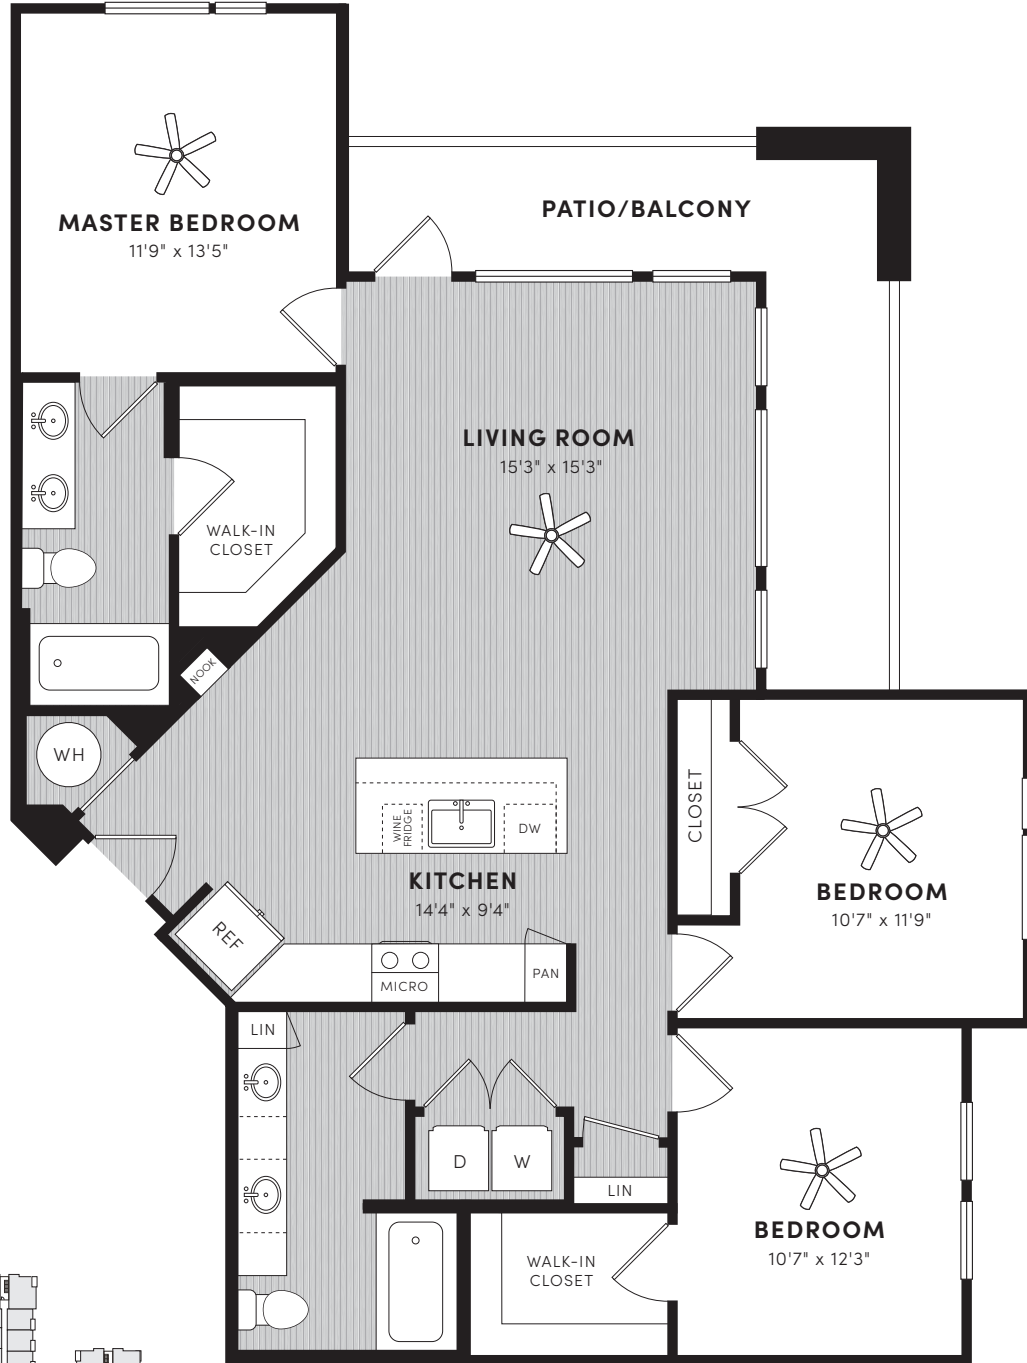 PATIO/BALCONY
MASTER BEDROOM
11'9" x 13'5"
LIVING ROOM
15'3" x 15'3"
WALK-IN
CLOSET
NOOK
WH
CLOSET
WINE
FRIDGE
DW
KITCHEN
14'4" x 9'4"
BEDROOM
10'7" x 11'9"
REF
PAN
MICRO
LIN
D
W
LIN
BEDROOM
10'7" x 12'3"
WALK-IN
CLOSET